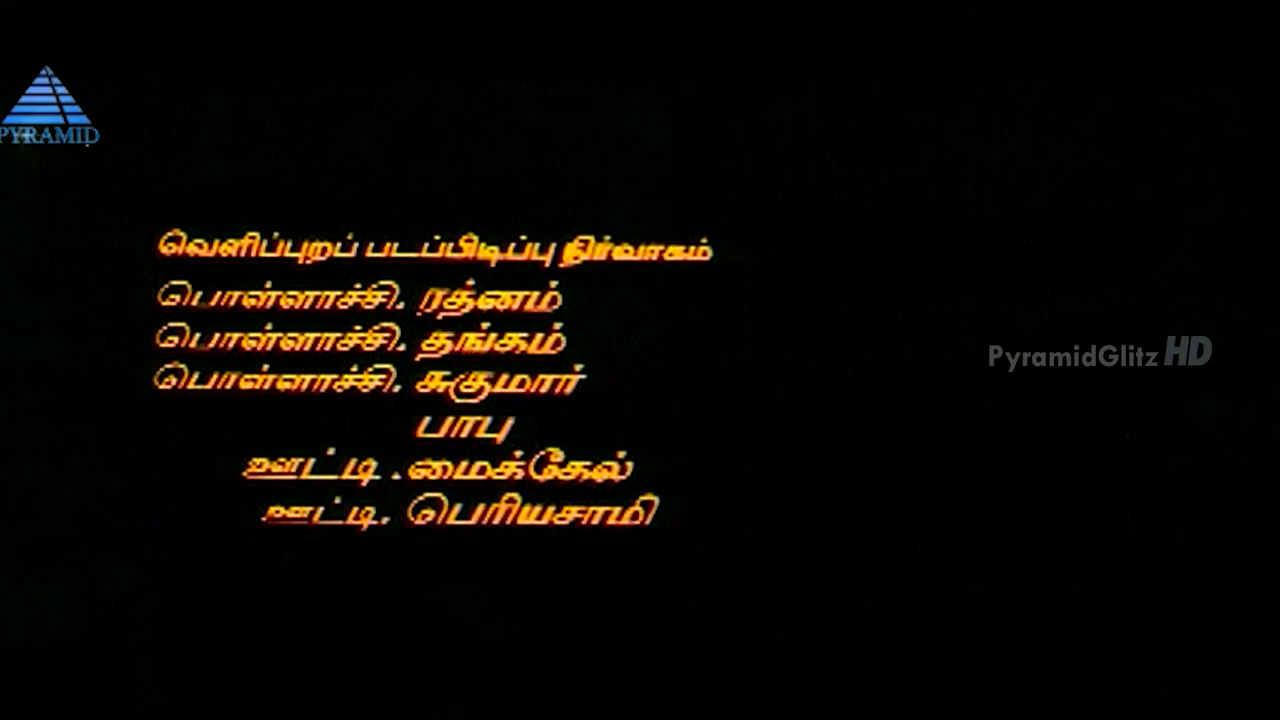 PYRAMID
வெளிப்புறப் படப்பிடிப்பு நிர்வாகம்
பொள்ளாச்சி. ரத்னம்
பொள்ளாச்சி. தங்கம்
பொள்ளாச்சி. சுகுமார்
பாபு
ஊட்டி . மைக்கேல்
ஊட்டி. பெரியசாமி
PyramidGlitz HD